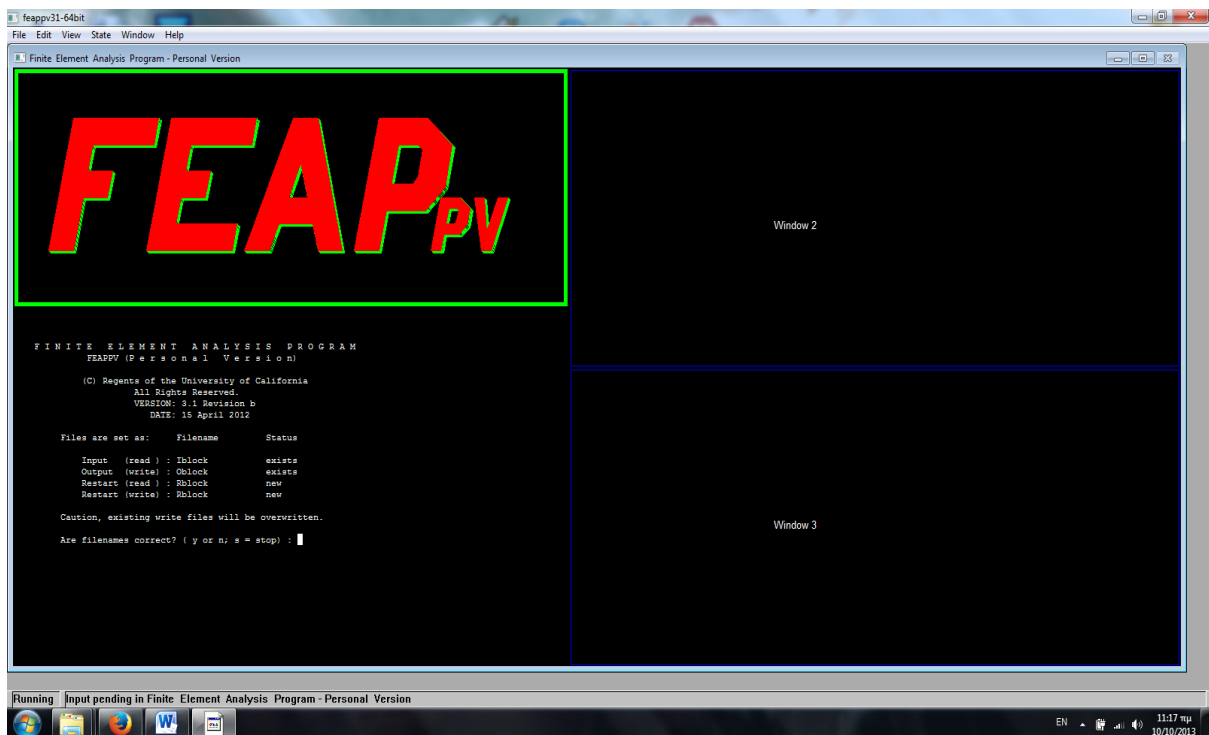 feappv31-64bit
File Edit View State Window Help
Finite Element Analysis Program - Personal Version
FEAPPV
Window 2
F I N I T E   E L E M E N T   A N A L Y S I S   P R O G R A M
FEAPPV (P e r s o n a l   V e r s i o n)
(C) Regents of the University of California
All Rights Reserved.
VERSION: 3.1 Revision b
DATE: 15 April 2012
Files are set as: Filename Status
Input (read ) : Iblock exists
Output (write) : Oblock exists
Restart (read ) : Rblock new
Restart (write) : Rblock new
Caution, existing write files will be overwritten.
Are filenames correct? ( y or n; s = stop) :
Window 3
Running Input pending in Finite Element Analysis Program - Personal Version
EN
11:17 πμ
10/10/2013